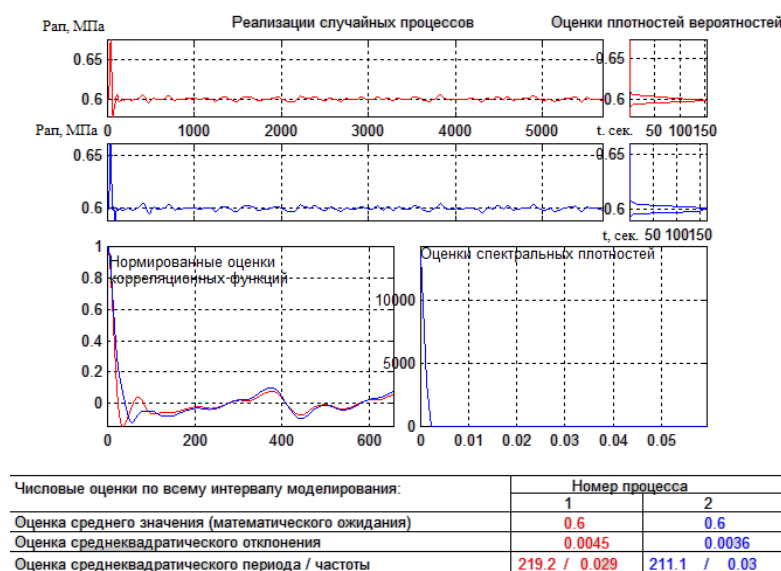 Рап, МПа Реализации случайных процессов Оценки плотностей вероятностей
0.65 0.65
0.6 0.6
0 1000 2000 3000 4000 5000 t. сек. 50 100150
Рап, МПа
0.65 0.65
0.6 0.6
t, сек. 50 100150
1 Нормированные оценки корреляционных функций
0.8
0.6
0.4
0.2
0
0 200 400 600
Оценки спектральных плотностей
10000
5000
0
0 0.01 0.02 0.03 0.04 0.05
Числовые оценки по всему интервалу моделирования: Номер процесса
1 2
Оценка среднего значения (математического ожидания) 0.6 0.6
Оценка среднеквадратического отклонения 0.0045 0.0036
Оценка среднеквадратического периода / частоты 219.2 / 0.029 211.1 / 0.03